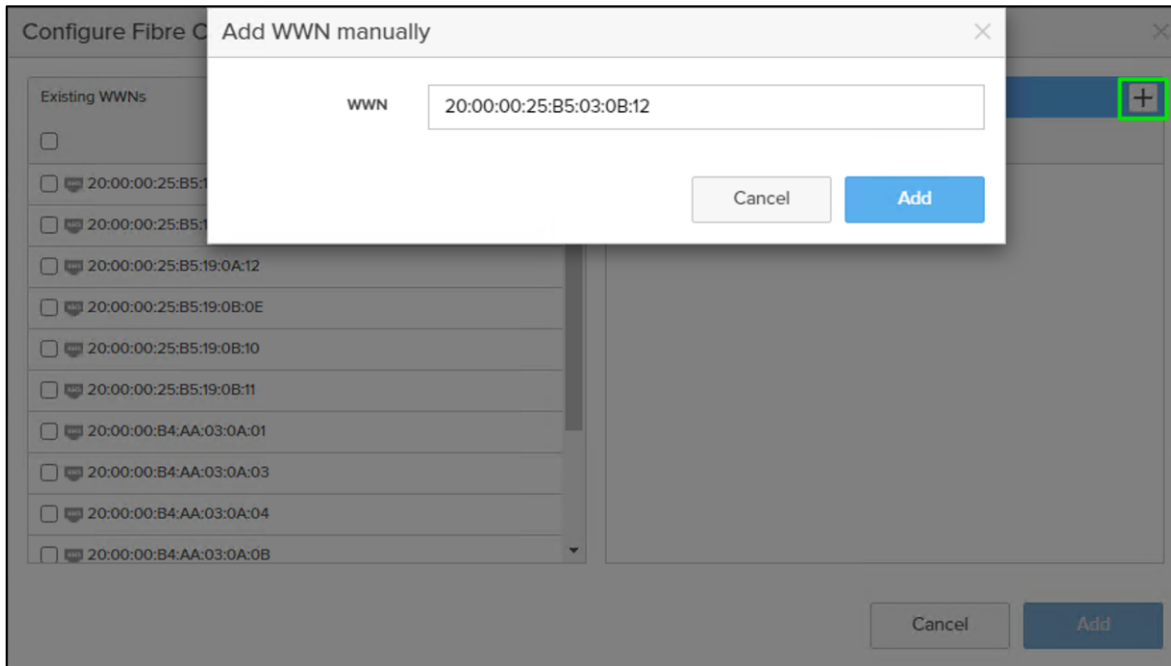 Configure Fibre C
Add WWN manually
WWN
20:00:00:25:B5:03:0B:12
Cancel
Add
Existing WWNs
20:00:00:25:B5:1
20:00:00:25:B5:1
20:00:00:25:B5:19:0A:12
20:00:00:25:B5:19:0B:0E
20:00:00:25:B5:19:0B:10
20:00:00:25:B5:19:0B:11
20:00:00:B4:AA:03:0A:01
20:00:00:B4:AA:03:0A:03
20:00:00:B4:AA:03:0A:04
20:00:00:B4:AA:03:0A:0B
Cancel
Add